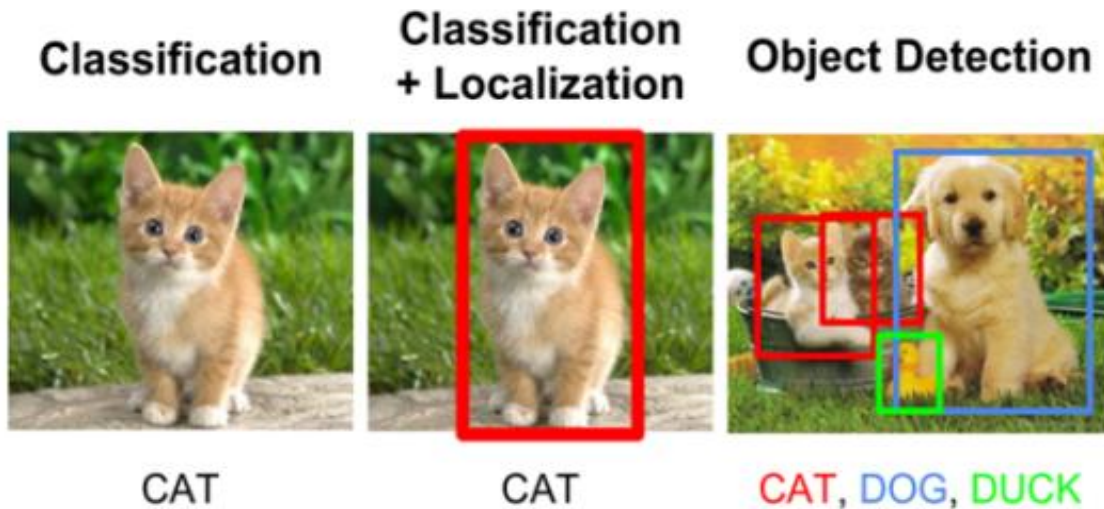 Classification
Classification
+ Localization
Object Detection
CAT
CAT
CAT, DOG, DUCK